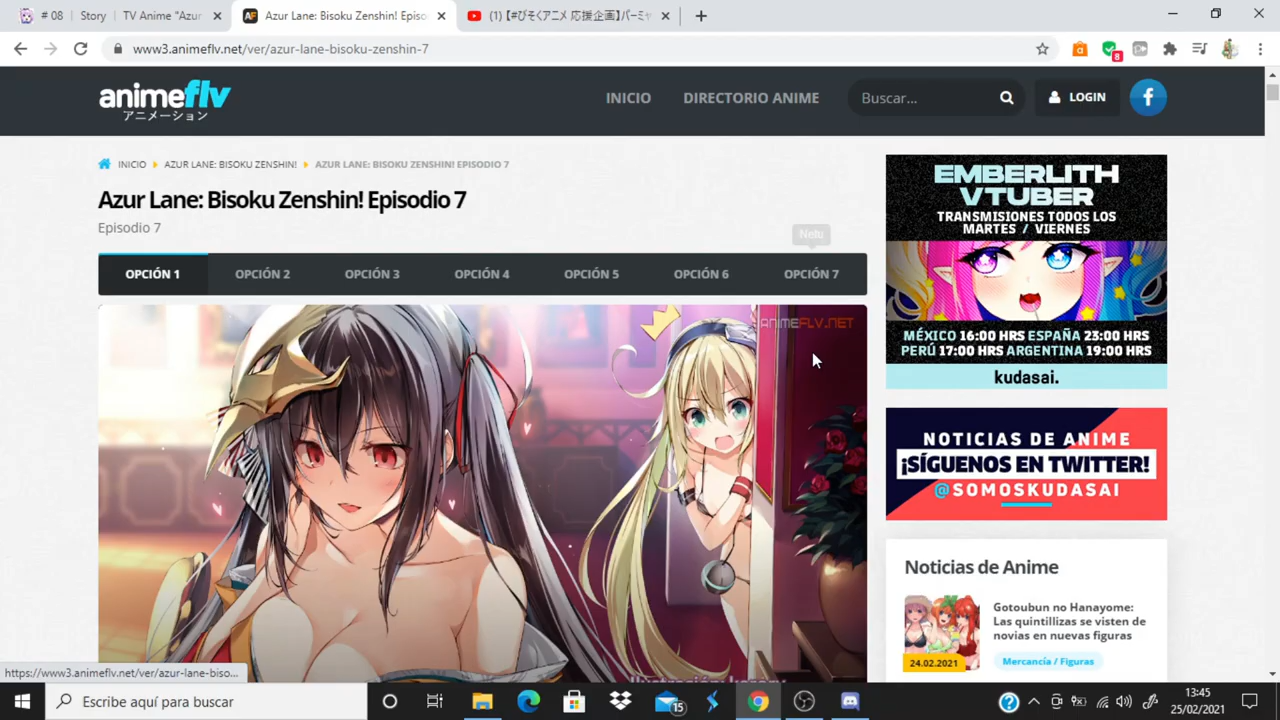 # 08 | Story | TV Anime "Azur
Azur Lane: Bisoku Zenshin! Episo
(1) 【#びそくアニメ 応援企画】バーミャ
www3.animeflv.net/ver/azur-lane-bisoku-zenshin-7
8
animeflv
アニメーション
INICIO
DIRECTORIO ANIME
Buscar...
LOGIN
INICIO
AZUR LANE: BISOKU ZENSHIN!
AZUR LANE: BISOKU ZENSHIN! EPISODIO 7
Azur Lane: Bisoku Zenshin! Episodio 7
Episodio 7
Netu
OPCIÓN 1
OPCIÓN 2
OPCIÓN 3
OPCIÓN 4
OPCIÓN 5
OPCIÓN 6
OPCIÓN 7
ANIMEFLV.NET
EMBERLITH
VTUBER
TRANSMISIONES TODOS LOS
MARTES / VIERNES
MÉXICO 16:00 HRS ESPAÑA 23:00 HRS
PERÚ 17:00 HRS ARGENTINA 19:00 HRS
kudasai.
NOTICIAS DE ANIME
¡SÍGUENOS EN TWITTER!
@SOMOSKUDASAI
Noticias de Anime
Gotoubun no Hanayome:
Las quintillizas se visten de
novias en nuevas figuras
24.02.2021
Mercancía / Figuras
https://www3.animeflv.net/ver/azur-lane-biso...
Escribe aquí para buscar
15
13:45
25/02/2021